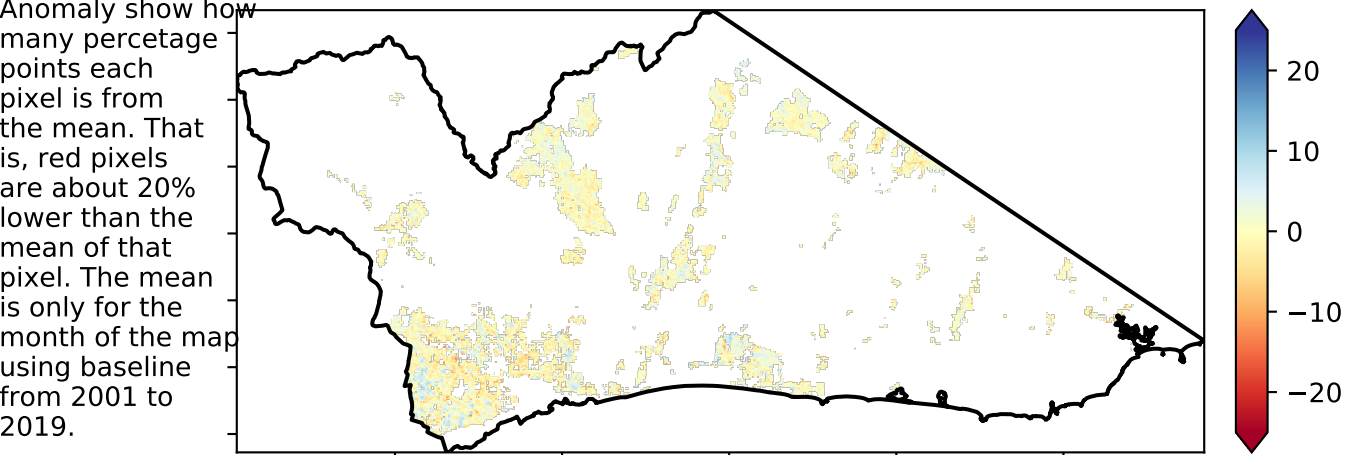 Anomaly show how
many percetage
points each
pixel is from
the mean. That
is, red pixels
are about 20%
lower than the
mean of that
pixel. The mean
is only for the
month of the map
using baseline
from 2001 to
2019.
20
10
0
−10
−20